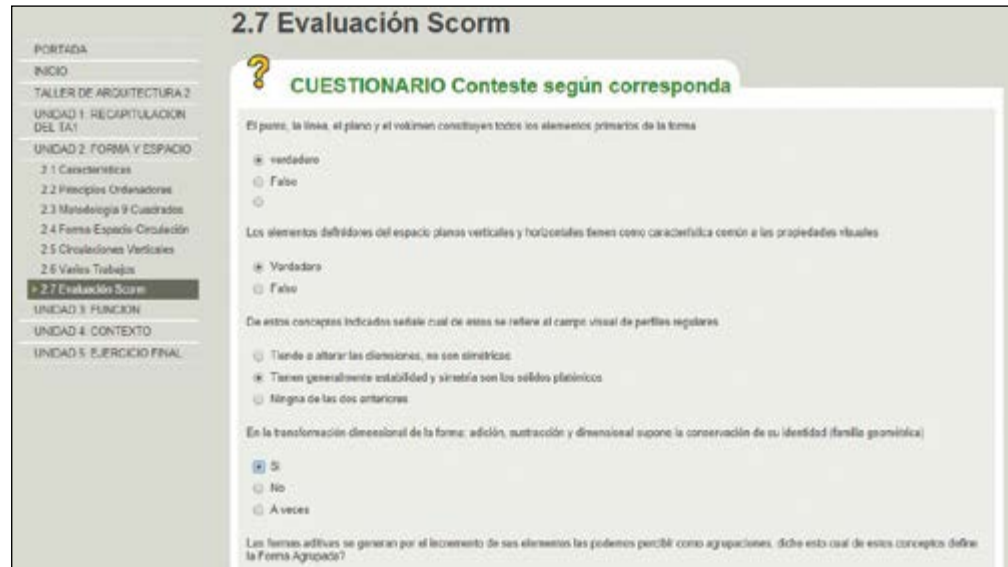 2.7 Evaluación Scorm
PORTADA
INICIO
TALLER DE ARQUITECTURA 2
UNIDAD 1: RECAPITULACION
DEL TA1
UNIDAD 2: FORMA Y ESPACIO
2.1 Características
2.2 Principios Ordenadores
2.3 Metodología 9 Cuadrados
2.4 Forma-Espacio-Circulación
2.5 Circulaciones Verticales
2.6 Varios Trabajos
2.7 Evaluación Scorm
UNIDAD 3: FUNCION
UNIDAD 4: CONTEXTO
UNIDAD 5: EJERCICIO FINAL
CUESTIONARIO Conteste según corresponda
El punto, la línea, el plano y el volúmen constituyen todos los elementos primarios de la forma
verdadero
Falso
Los elementos definidores del espacio planos verticales y horizontales tienen como característica común a las propiedades visuales
Verdadero
Falso
De estos conceptos indicados señale cual de estos se refiere al campo visual de perfiles regulares
Tiende a alterar las dimensiones, no son simétricos
Tienen generalmente estabilidad y simetría son los sólidos platónicos
Ningna de las dos anteriores
En la transformación dimensional de la forma: adición, sustracción y dimensional supone la conservación de su identidad (familia geométrica)
Si
No
A veces
Las formas aditivas se generan por el incremento de sus elementos las podemos percibir como agrupaciones, dicho esto cual de estos conceptos define
la Forma Agrupada?